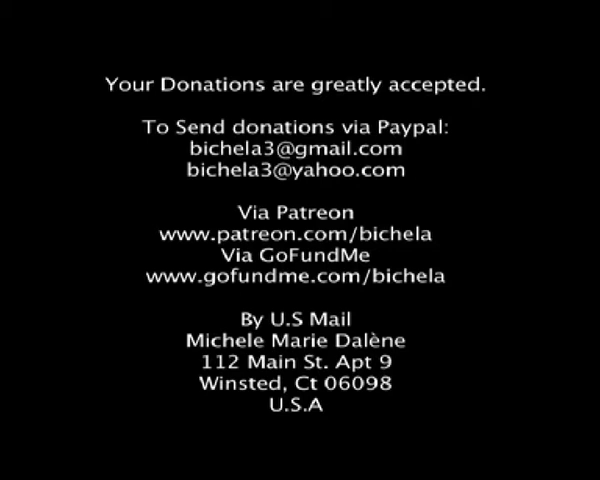 Your Donations are greatly accepted.
To Send donations via Paypal:
bichela3@gmail.com
bichela3@yahoo.com
Via Patreon
www.patreon.com/bichela
Via GoFundMe
www.gofundme.com/bichela
By U.S Mail
Michele Marie Dalène
112 Main St. Apt 9
Winsted, Ct 06098
U.S.A